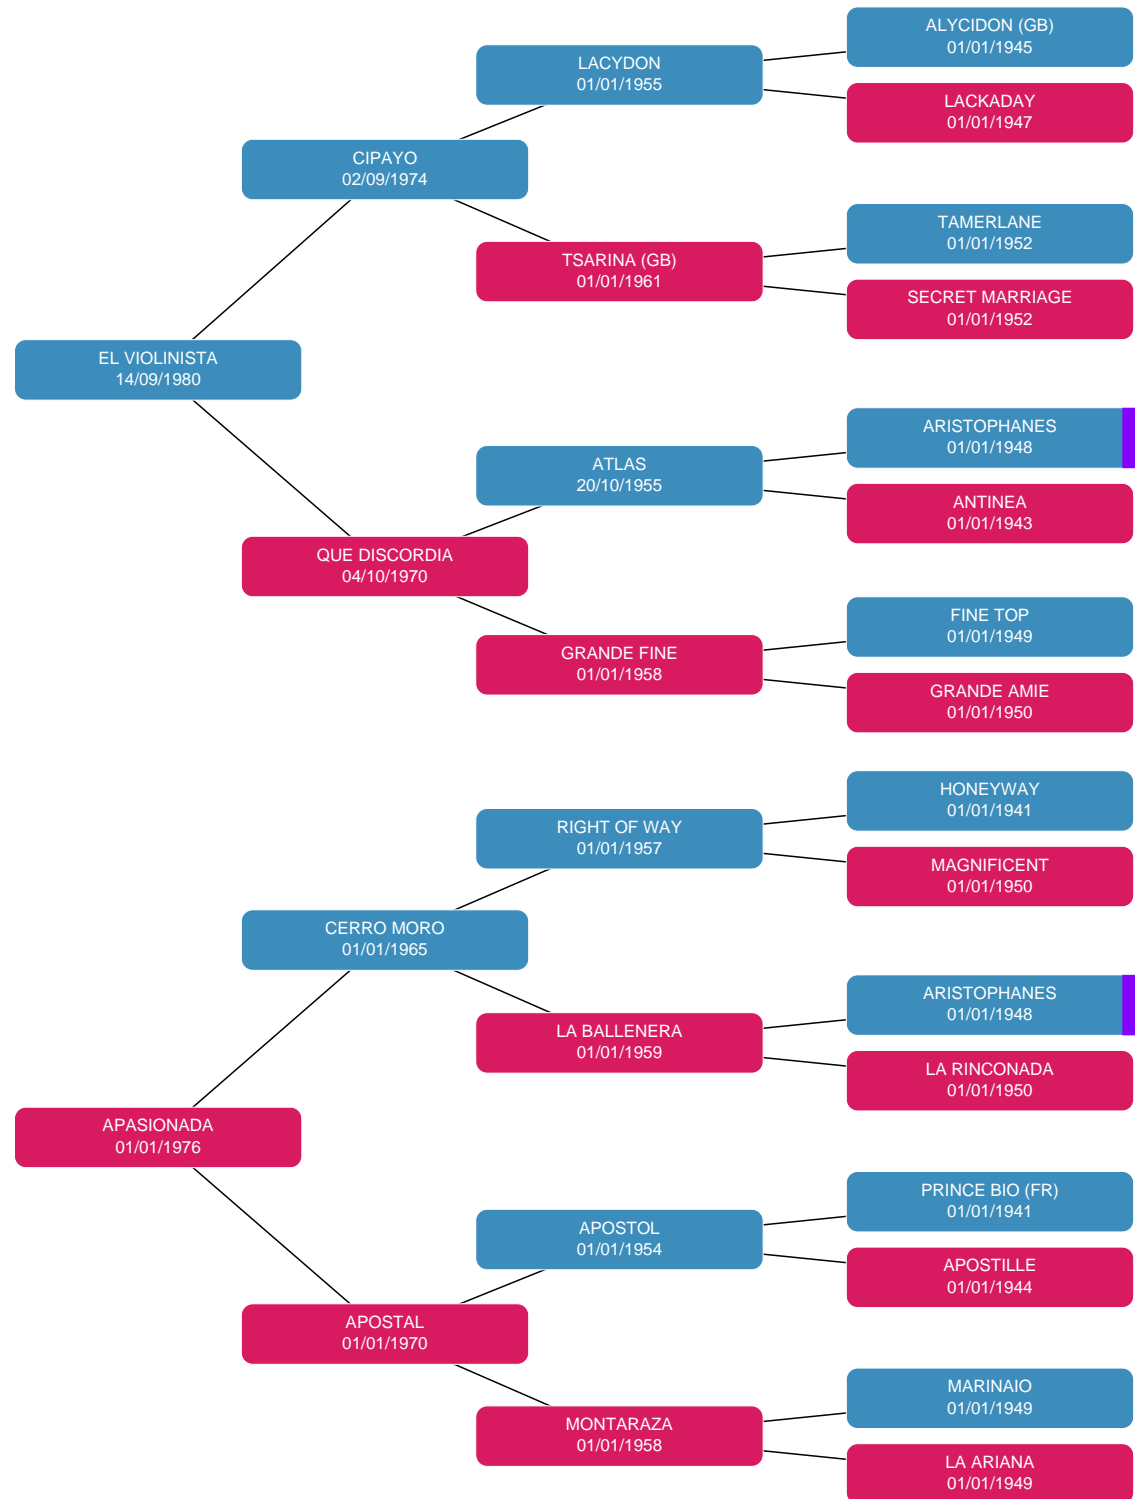 ALYCIDON (GB)
01/01/1945
LACYDON
01/01/1955
LACKADAY
01/01/1947
CIPAYO
02/09/1974
TAMERLANE
01/01/1952
TSARINA (GB)
01/01/1961
SECRET MARRIAGE
01/01/1952
EL VIOLINISTA
14/09/1980
ARISTOPHANES
01/01/1948
ATLAS
20/10/1955
ANTINEA
01/01/1943
QUE DISCORDIA
04/10/1970
FINE TOP
01/01/1949
GRANDE FINE
01/01/1958
GRANDE AMIE
01/01/1950
HONEYWAY
01/01/1941
RIGHT OF WAY
01/01/1957
MAGNIFICENT
01/01/1950
CERRO MORO
01/01/1965
ARISTOPHANES
01/01/1948
LA BALLENERA
01/01/1959
LA RINCONADA
01/01/1950
APASIONADA
01/01/1976
PRINCE BIO (FR)
01/01/1941
APOSTOL
01/01/1954
APOSTILLE
01/01/1944
APOSTAL
01/01/1970
MARINAIO
01/01/1949
MONTARAZA
01/01/1958
LA ARIANA
01/01/1949